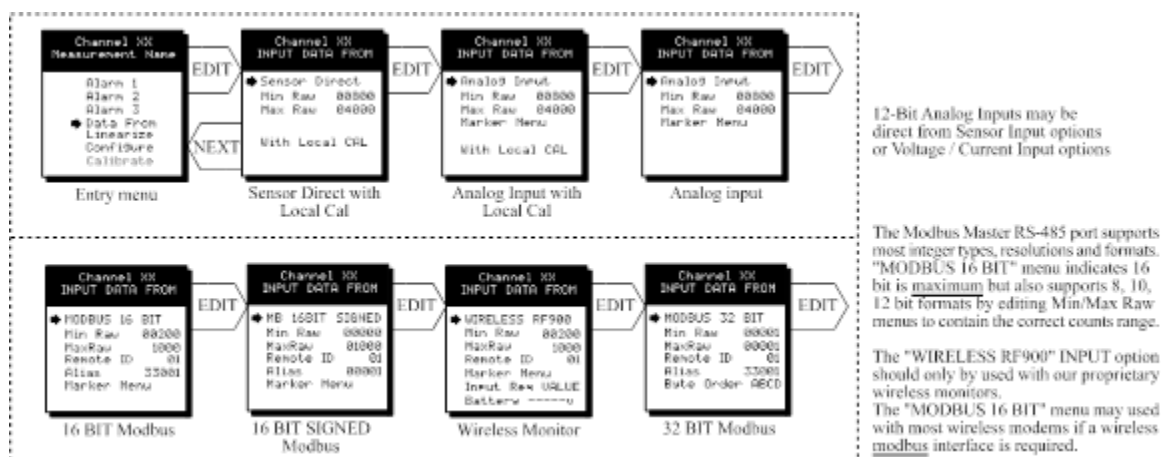 Channel XX
Measurement Name
Alarm 1
Alarm 2
Alarm 3
Data From
Linearize
Configure
Calibrate
Entry menu
EDIT
NEXT
Channel XX
INPUT DATA FROM
Sensor Direct
Min Raw 00800
Max Raw 04000
With Local CAL
Sensor Direct with
Local Cal
EDIT
Channel XX
INPUT DATA FROM
Analog Input
Min Raw 00800
Max Raw 04000
Marker Menu
With Local CAL
Analog Input with
Local Cal
EDIT
Channel XX
INPUT DATA FROM
Analog Input
Min Raw 00800
Max Raw 04000
Marker Menu
Analog input
EDIT
12-Bit Analog Inputs may be
direct from Sensor Input options
or Voltage / Current Input options
Channel XX
INPUT DATA FROM
MODBUS 16 BIT
Min Raw 00200
MaxRaw 1000
Remote ID 01
Alias 33001
Marker Menu
16 BIT Modbus
EDIT
Channel XX
INPUT DATA FROM
MB 16BIT SIGNED
Min Raw 00000
MaxRaw 01000
Remote ID 01
Alias 00001
Marker Menu
16 BIT SIGNED
Modbus
EDIT
Channel XX
INPUT DATA FROM
WIRELESS RF900
Min Raw 00200
MaxRaw 1000
Remote ID 01
Marker Menu
Input Raw VALUE
Battery -----v
Wireless Monitor
EDIT
Channel XX
INPUT DATA FROM
MODBUS 32 BIT
Min Raw 00001
MaxRaw 00001
Remote ID 01
Alias 33001
Byte Order ABCD
32 BIT Modbus
EDIT
The Modbus Master RS-485 port supports
most integer types, resolutions and formats.
"MODBUS 16 BIT" menu indicates 16
bit is maximum but also supports 8, 10,
12 bit formats by editing Min/Max Raw
menus to contain the correct counts range.
The "WIRELESS RF900" INPUT option
should only by used with our proprietary
wireless monitors.
The "MODBUS 16 BIT" menu may used
with most wireless modems if a wireless
modbus interface is required.